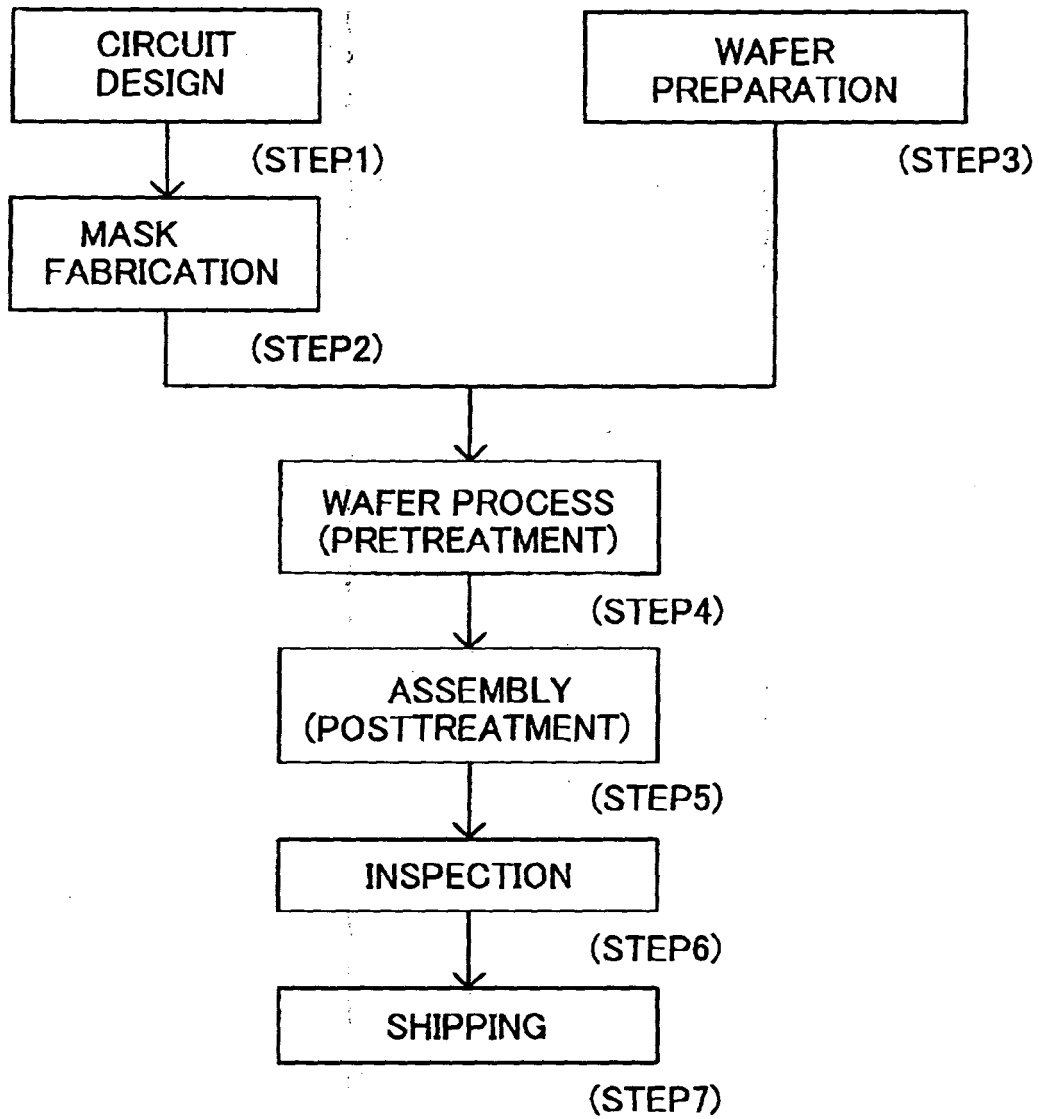 CIRCUIT
DESIGN
(STEP1)
MASK
FABRICATION
(STEP2)
WAFER
PREPARATION
(STEP3)
WAFER PROCESS
(PRETREATMENT)
(STEP4)
ASSEMBLY
(POSTTREATMENT)
(STEP5)
INSPECTION
(STEP6)
SHIPPING
(STEP7)